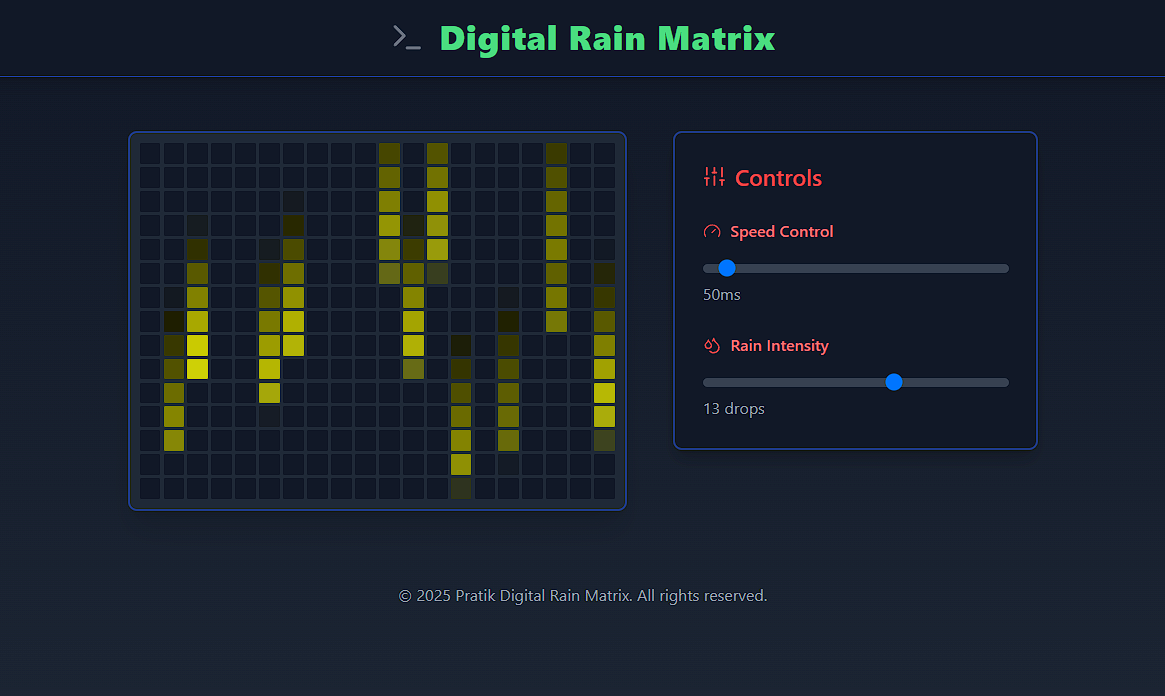 Digital Rain Matrix
Controls
Speed Control
50ms
Rain Intensity
13 drops
© 2025 Pratik Digital Rain Matrix. All rights reserved.